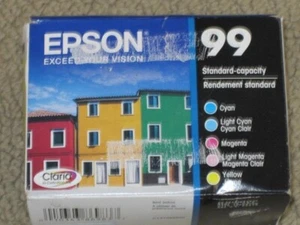 EPSON
EXCEED YOUR VISION
99
Standard-capacity
Rendement standard
Cyan
Light Cyan
Cyan Clair
Magenta
Light Magenta
Magenta Clair
Yellow
Claria